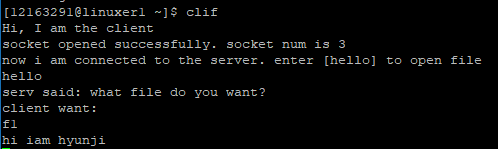 [12163291@linuxer1 ~]$ clif
Hi, I am the client
socket opened successfully. socket num is 3
now i am connected to the server. enter [hello] to open file
hello
serv said: what file do you want?
client want:
f1
hi iam hyunji